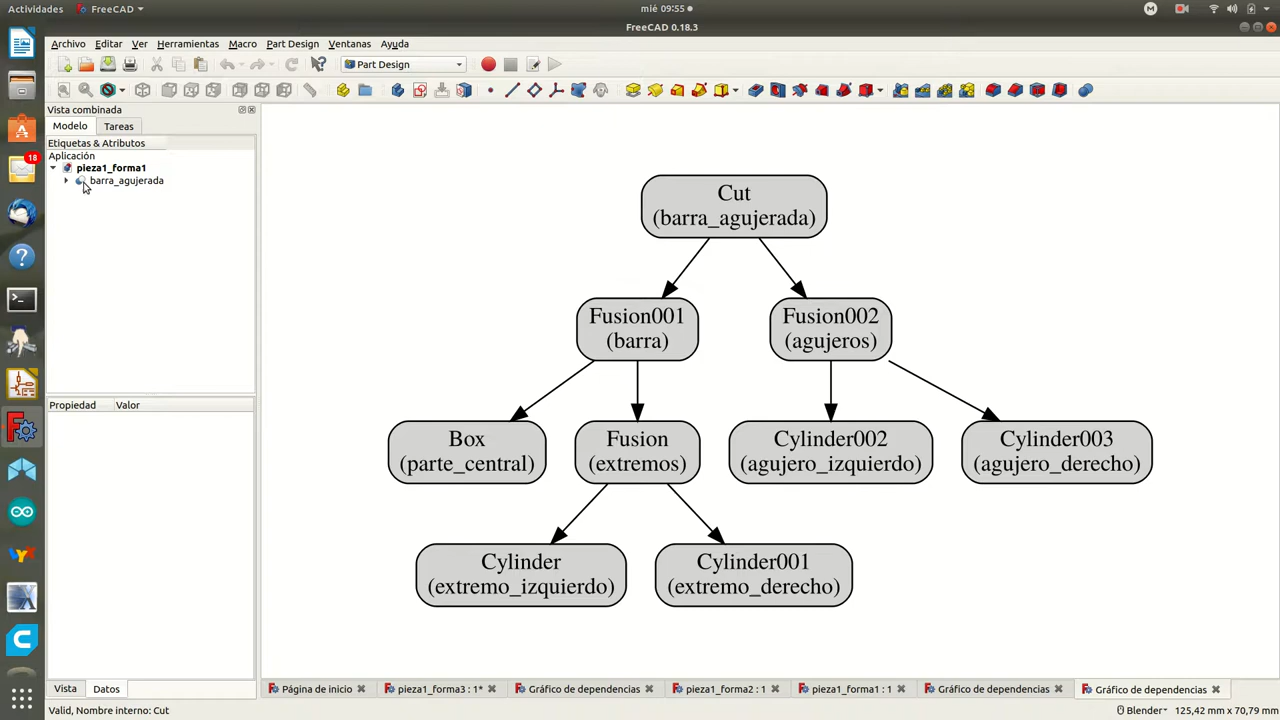 Actividades
FreeCAD
mié 09:55
M
FreeCAD 0.18.3
Archivo Editar Ver Herramientas Macro Part Design Ventanas Ayuda
Part Design
Vista combinada
Modelo Tareas
Etiquetas & Atributos
Aplicación
pieza1_forma1
barra_agujerada
18
Propiedad Valor
Cut
(barra_agujerada)
Fusion001
(barra)
Fusion002
(agujeros)
Box
(parte_central)
Fusion
(extremos)
Cylinder002
(agujero_izquierdo)
Cylinder003
(agujero_derecho)
Cylinder
(extremo_izquierdo)
Cylinder001
(extremo_derecho)
Vista Datos
Página de inicio
pieza1_forma3 : 1*
Gráfico de dependencias
pieza1_forma2 : 1
pieza1_forma1 : 1
Gráfico de dependencias
Gráfico de dependencias
Valid, Nombre interno: Cut
Blender
125,42 mm x 70,79 mm